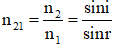 n₂₁ = n₂/n₁ = sini/sinr